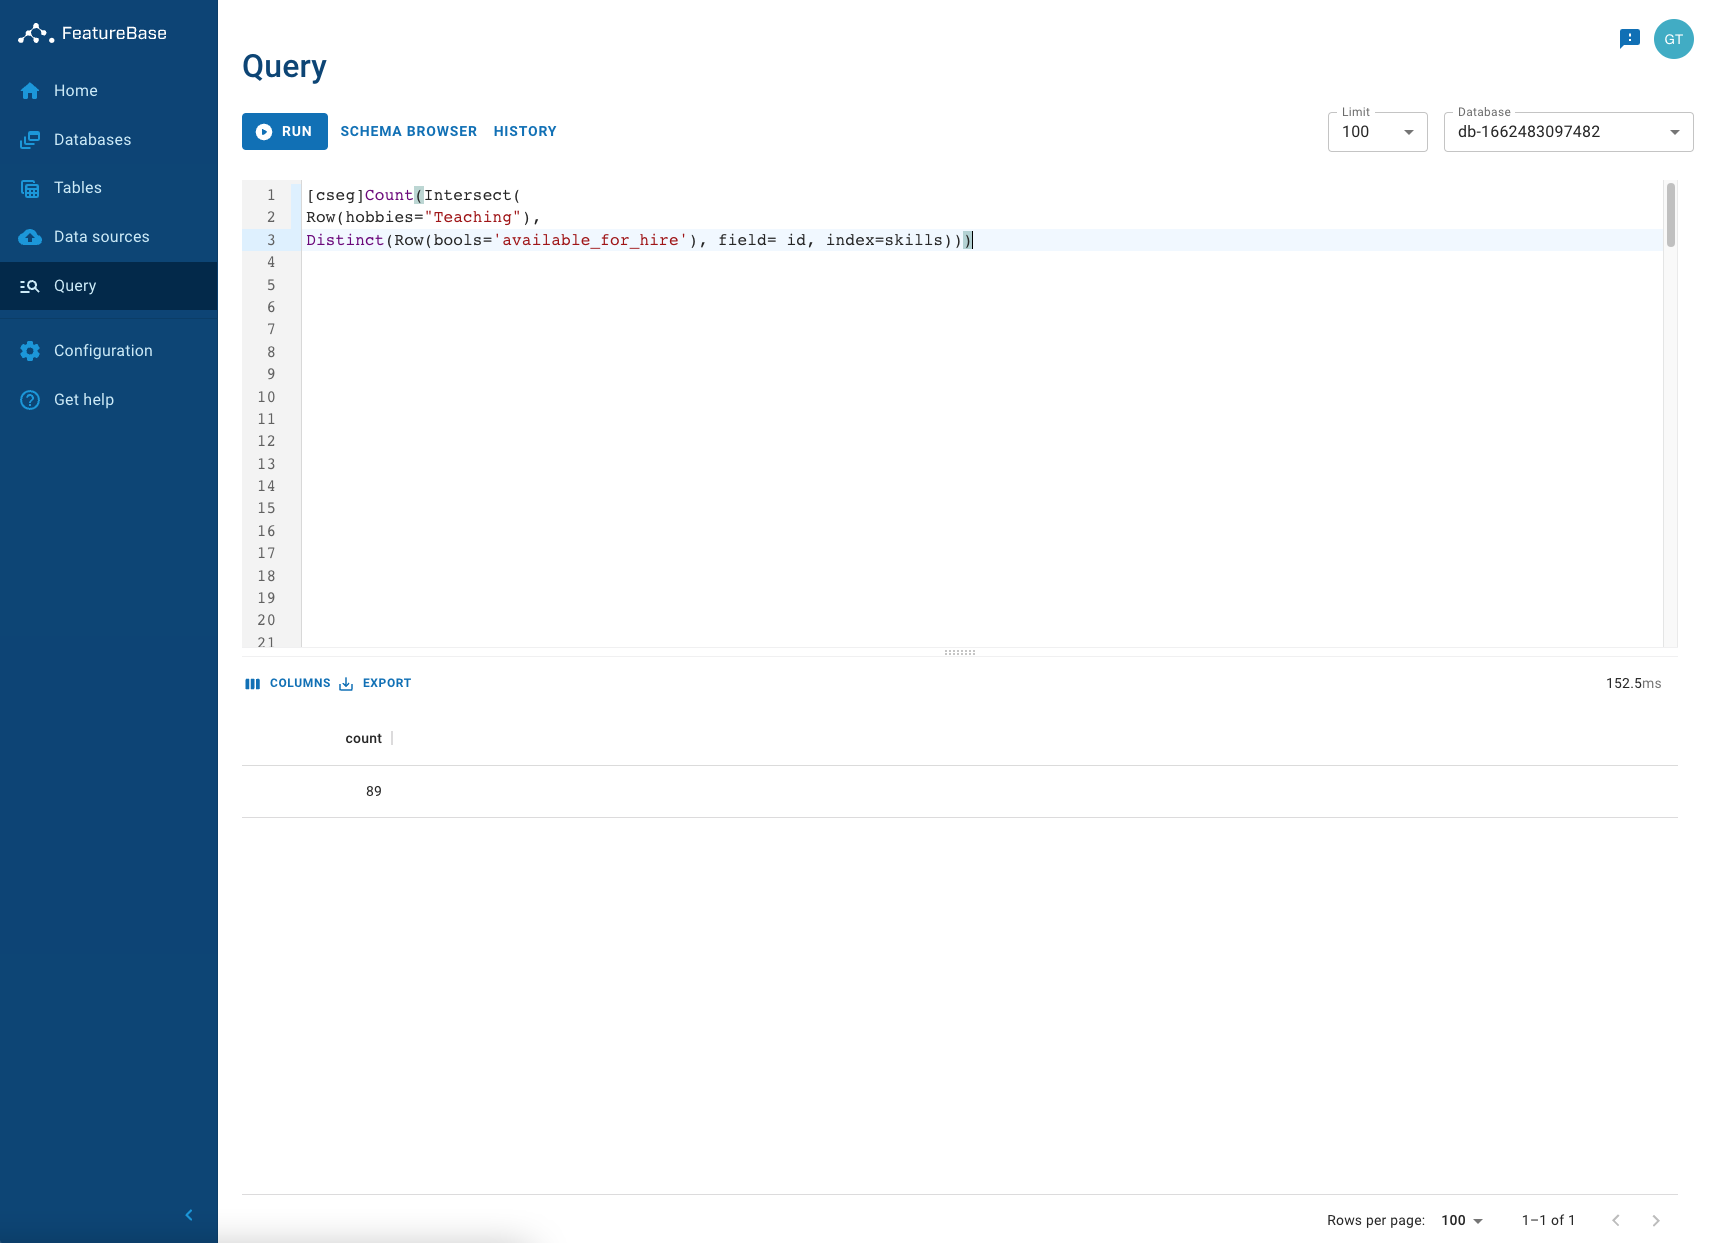 FeatureBase
Home
Databases
Tables
Data sources
Query
Configuration
Get help
GT
Query
RUN SCHEMA BROWSER HISTORY
Limit
100
Database
db-1662483097482
1 [cseg]Count(Intersect(
2 Row(hobbies="Teaching"),
3 Distinct(Row(bools='available_for_hire'), field= id, index=skills)))
4
5
6
7
8
9
10
11
12
13
14
15
16
17
18
19
20
21
COLUMNS EXPORT 152.5ms
count
89
Rows per page: 100 1–1 of 1